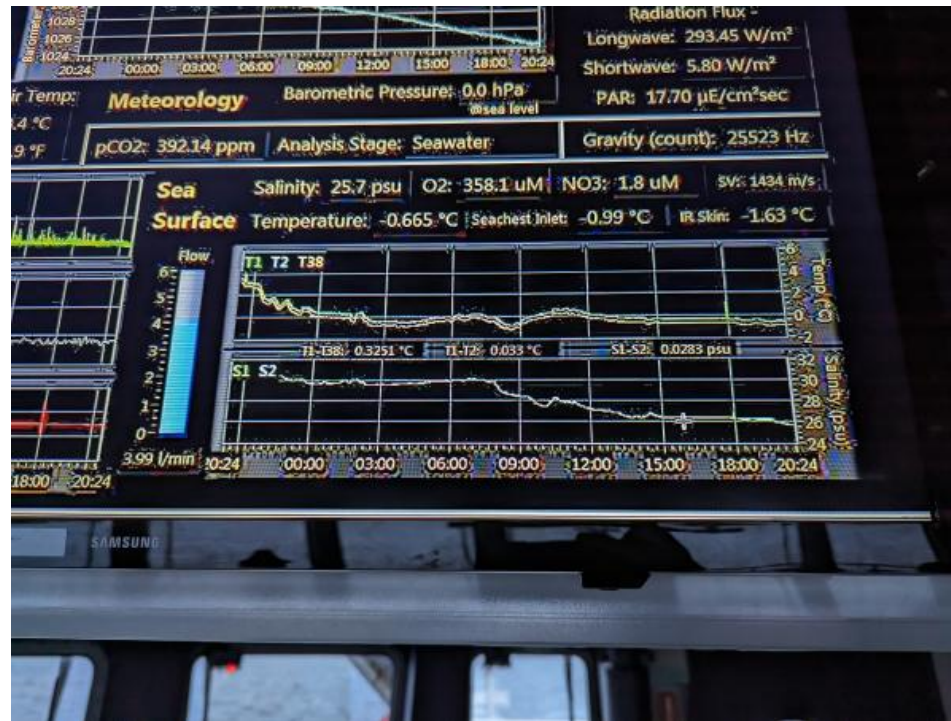 1028
1026
1024
Barometer
20:24 00:00 03:00 06:00 09:00 12:00 15:00 18:00 20:24
Radiation Flux -
Longwave: 293.45 W/m²
Shortwave: 5.80 W/m²
PAR: 17.70 µE/cm²sec
ir Temp:
.4 °C
.9 °F
Meteorology
Barometric Pressure: 0.0 hPa
@sea level
pCO2: 392.14 ppm
Analysis Stage: Seawater
Gravity (count): 25523 Hz
Sea
Surface
Salinity: 25.7 psu
O2: 358.1 uM
NO3: 1.8 uM
SV: 1434 m/s
Temperature: -0.665 °C
Seachest Inlet: -0.99 °C
IR Skin: -1.63 °C
Flow
6
5
4
3
2
1
0
3.99 l/min
T1 T2 T38
6
4
2
0
-2
Temp (°C)
T1-T38: 0.3251 °C
T1-T2: 0.033 °C
S1-S2: 0.0283 psu
S1 S2
32
30
28
26
24
Salinity (psu)
20:24 00:00 03:00 06:00 09:00 12:00 15:00 18:00 20:24
18:00 20:24
SAMSUNG